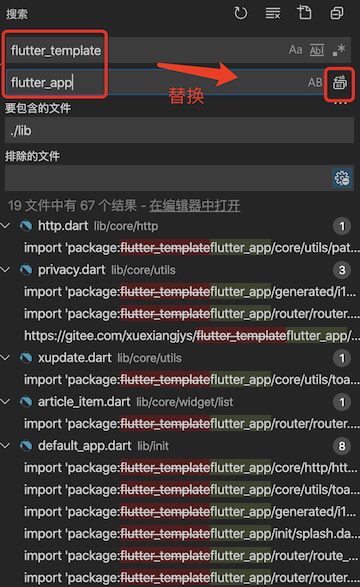 搜索
flutter_template
Aa Abl .*
flutter_app
AB
替换
要包含的文件
./lib
排除的文件
19 文件中有 67 个结果 - 在编辑器中打开
http.dart lib/core/http 1
import 'package:flutter_templateflutter_app/core/utils/pat...
privacy.dart lib/core/utils 3
import 'package:flutter_templateflutter_app/generated/i1...
import 'package:flutter_templateflutter_app/router/router....
https://gitee.com/xuexiangjys/flutter_templateflutter_app/...
xupdate.dart lib/core/utils 1
import 'package:flutter_templateflutter_app/core/utils/toa...
article_item.dart lib/core/widget/list 1
import 'package:flutter_templateflutter_app/router/router....
default_app.dart lib/init 8
import 'package:flutter_templateflutter_app/core/http/htt...
import 'package:flutter_templateflutter_app/core/utils/toa...
import 'package:flutter_templateflutter_app/generated/i1...
import 'package:flutter_templateflutter_app/init/splash.da...
import 'package:flutter_templateflutter_app/router/route_...
import 'package:flutter_templateflutter_app/router/router....